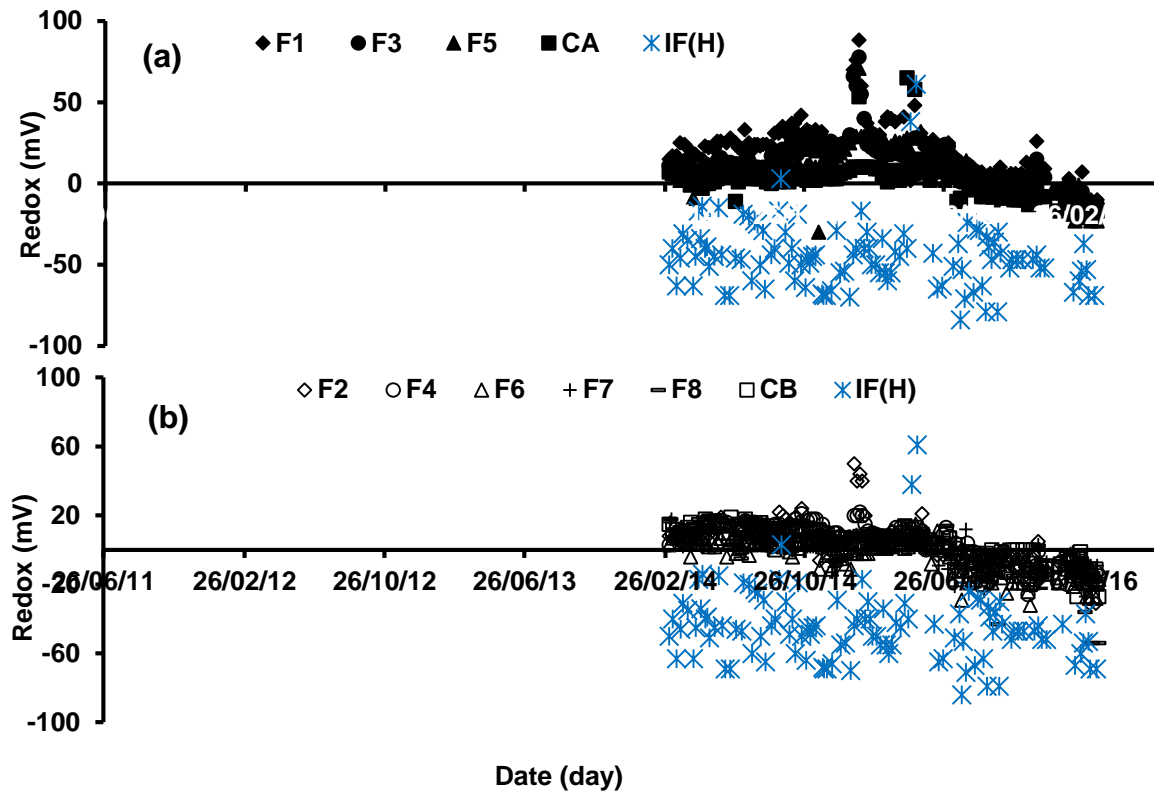 100
(a) F1 F3 F5 CA IF(H)
50
0
-50
-100
Redox (mV)
100
F2 F4 F6 F7 F8 CB IF(H)
(b)
60
20
-20
26/02/12 26/10/12 26/06/13 26/02/14 26/10/14
-60
-100
Redox (mV)
Date (day)